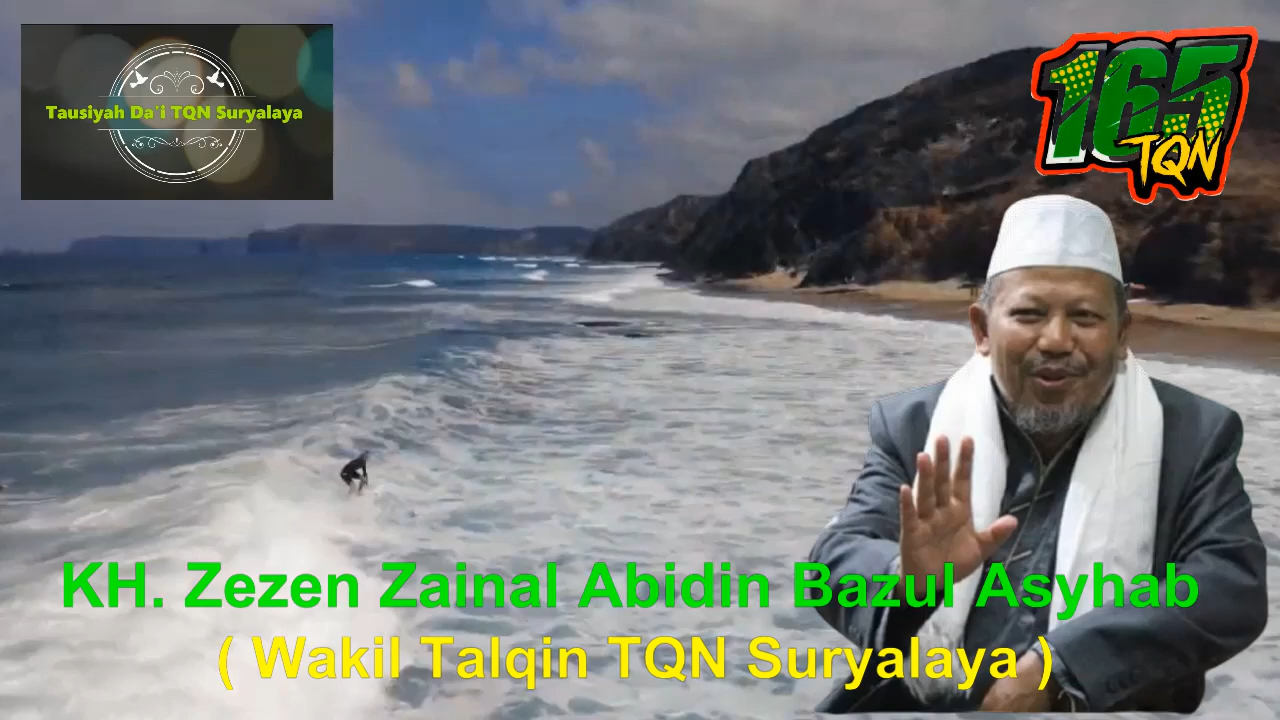 Tausiyah Da'i TQN Suryalaya
165
TQN
KH. Zezen Zainal Abidin Bazul Asyhab
( Wakil Talqin TQN Suryalaya )